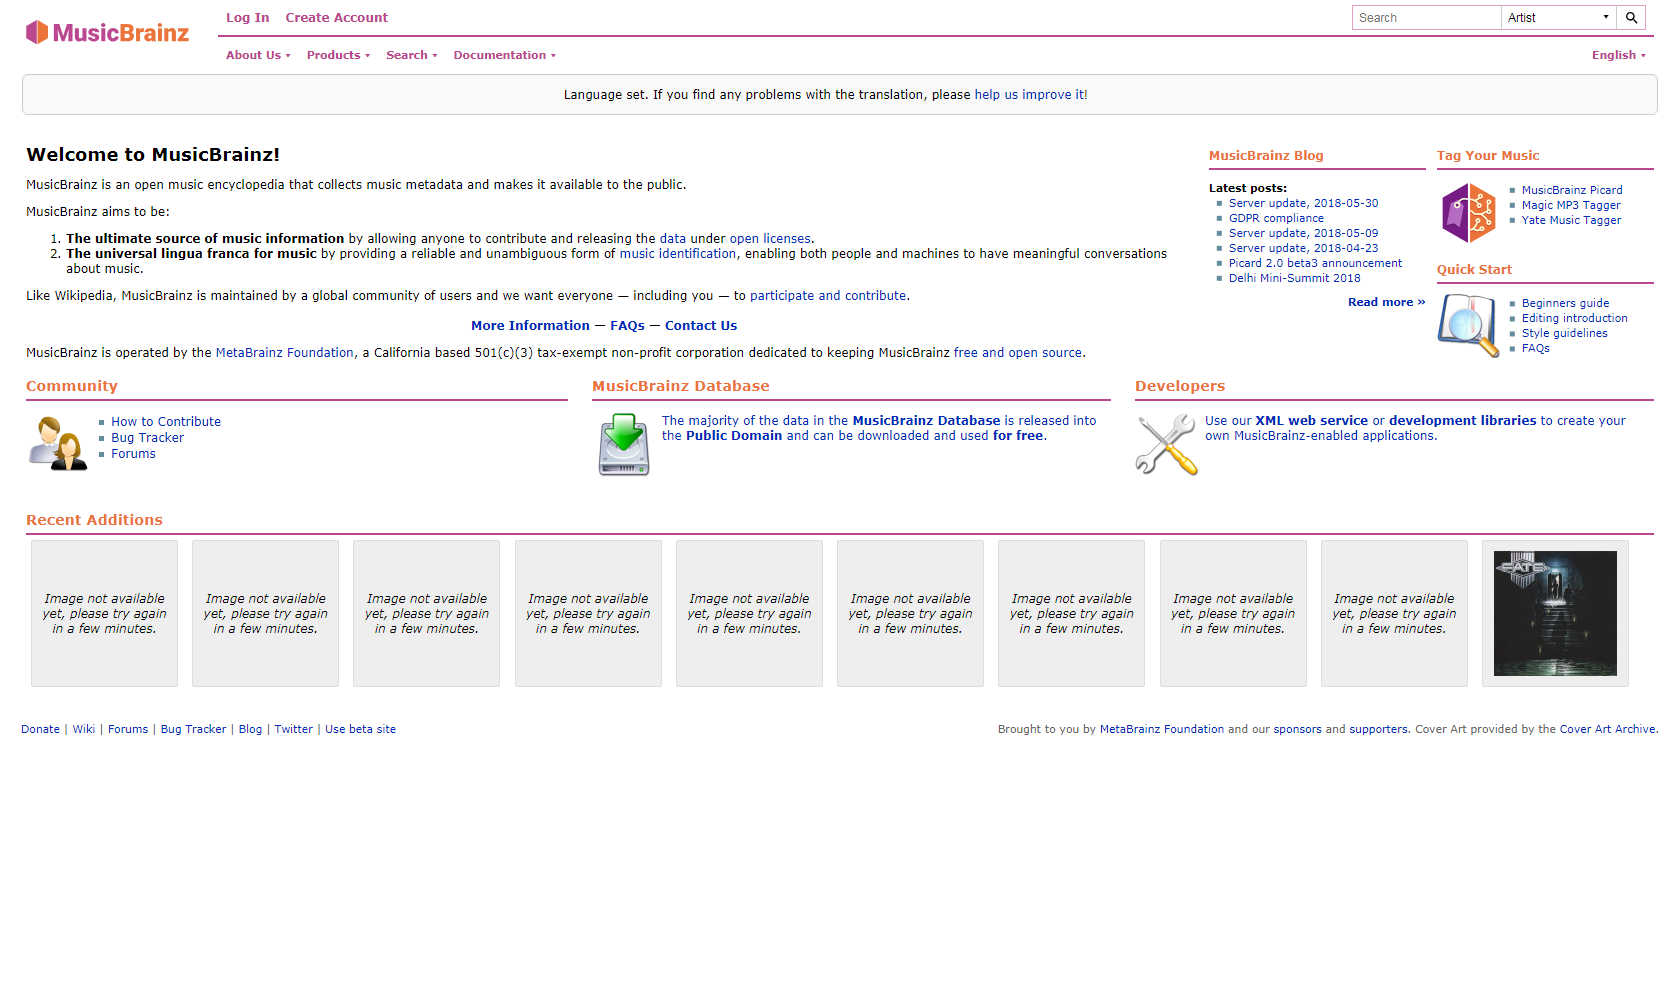 MusicBrainz
Log In Create Account
Search Artist
About Us ▾ Products ▾ Search ▾ Documentation ▾
English ▾
Language set. If you find any problems with the translation, please help us improve it!
Welcome to MusicBrainz!
MusicBrainz is an open music encyclopedia that collects music metadata and makes it available to the public.
MusicBrainz aims to be:
1. The ultimate source of music information by allowing anyone to contribute and releasing the data under open licenses.
2. The universal lingua franca for music by providing a reliable and unambiguous form of music identification, enabling both people and machines to have meaningful conversations
about music.
Like Wikipedia, MusicBrainz is maintained by a global community of users and we want everyone — including you — to participate and contribute.
More Information — FAQs — Contact Us
MusicBrainz is operated by the MetaBrainz Foundation, a California based 501(c)(3) tax-exempt non-profit corporation dedicated to keeping MusicBrainz free and open source.
MusicBrainz Blog
Latest posts:
Server update, 2018-05-30
GDPR compliance
Server update, 2018-05-09
Server update, 2018-04-23
Picard 2.0 beta3 announcement
Delhi Mini-Summit 2018
Read more »
Tag Your Music
MusicBrainz Picard
Magic MP3 Tagger
Yate Music Tagger
Quick Start
Beginners guide
Editing introduction
Style guidelines
FAQs
Community
How to Contribute
Bug Tracker
Forums
MusicBrainz Database
The majority of the data in the MusicBrainz Database is released into
the Public Domain and can be downloaded and used for free.
Developers
Use our XML web service or development libraries to create your
own MusicBrainz-enabled applications.
Recent Additions
Image not available
yet, please try again
in a few minutes.
Image not available
yet, please try again
in a few minutes.
Image not available
yet, please try again
in a few minutes.
Image not available
yet, please try again
in a few minutes.
Image not available
yet, please try again
in a few minutes.
Image not available
yet, please try again
in a few minutes.
Image not available
yet, please try again
in a few minutes.
Image not available
yet, please try again
in a few minutes.
Image not available
yet, please try again
in a few minutes.
FATE
Donate | Wiki | Forums | Bug Tracker | Blog | Twitter | Use beta site
Brought to you by MetaBrainz Foundation and our sponsors and supporters. Cover Art provided by the Cover Art Archive.